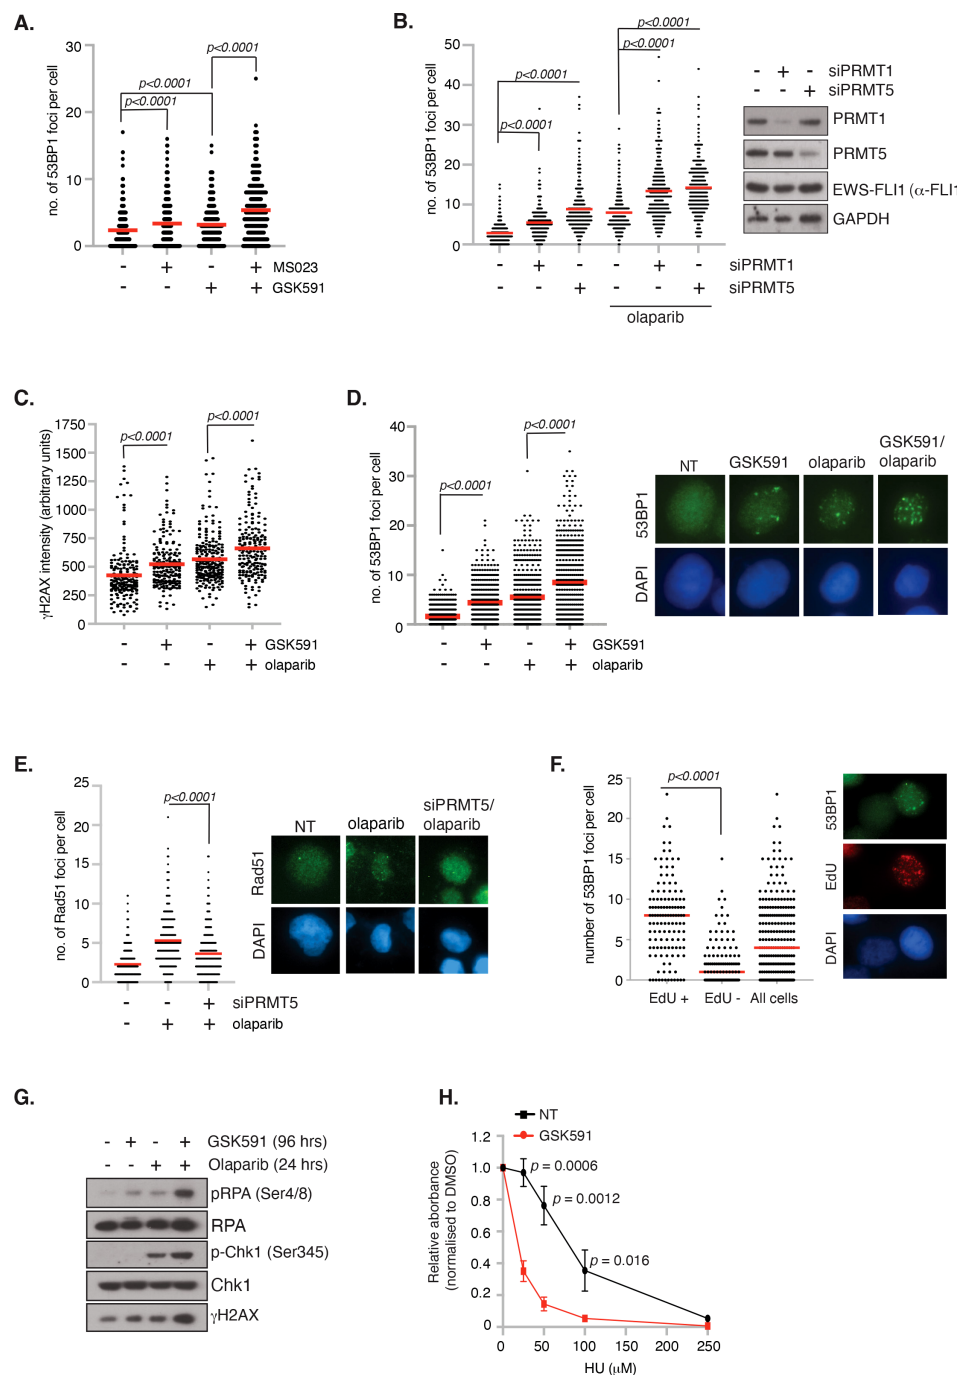 A.
no. of 53BP1 foci per cell
30
20
10
0
p<0.0001
p<0.0001
p<0.0001
- + - + MS023
- - + + GSK591
B.
no. of 53BP1 foci per cell
50
40
30
20
10
0
p<0.0001
p<0.0001
p<0.0001
p<0.0001
- + - - + - siPRMT1
- - + - - + siPRMT5
olaparib
- + - siPRMT1
- - + siPRMT5
PRMT1
PRMT5
EWS-FLI1 (α-FLI1
GAPDH
C.
γH2AX intensity (arbitrary units)
1750
1500
1250
1000
750
500
250
0
p<0.0001
p<0.0001
- + - + GSK591
- - + + olaparib
D.
no. of 53BP1 foci per cell
40
30
20
10
0
p<0.0001
p<0.0001
- + - + GSK591
- - + + olaparib
NT
GSK591
olaparib
GSK591/
olaparib
53BP1
DAPI
E.
no. of Rad51 foci per cell
25
20
15
10
5
0
p<0.0001
- - + siPRMT5
- + + olaparib
NT
olaparib
siPRMT5/
olaparib
Rad51
DAPI
F.
number of 53BP1 foci per cell
25
20
15
10
5
0
p<0.0001
EdU + EdU - All cells
53BP1
EdU
DAPI
G.
- + - + GSK591 (96 hrs)
- - + + Olaparib (24 hrs)
pRPA (Ser4/8)
RPA
p-Chk1 (Ser345)
Chk1
γH2AX
H.
NT
GSK591
Relative absorbance
(normalised to DMSO)
1.2
1.0
0.8
0.6
0.4
0.2
0
p = 0.0006
p = 0.0012
p = 0.016
0 50 100 150 200 250
HU (μM)